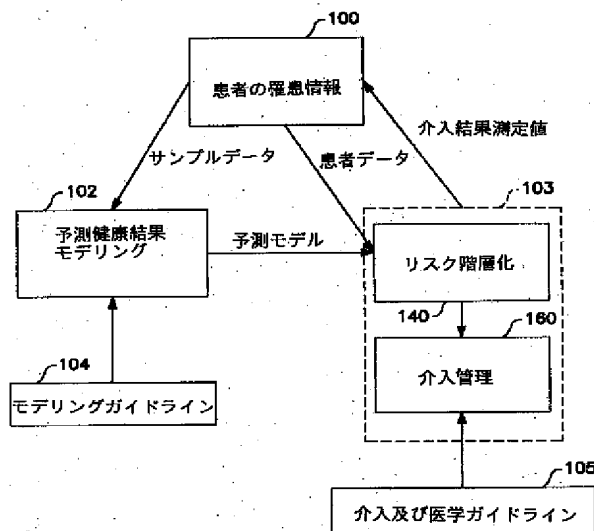 100
患者の罹患情報
介入結果測定値
サンプルデータ
患者データ
102
103
予測健康結果
モデリング
予測モデル
リスク階層化
140
160
104
介入管理
モデリングガイドライン
105
介入及び医学ガイドライン